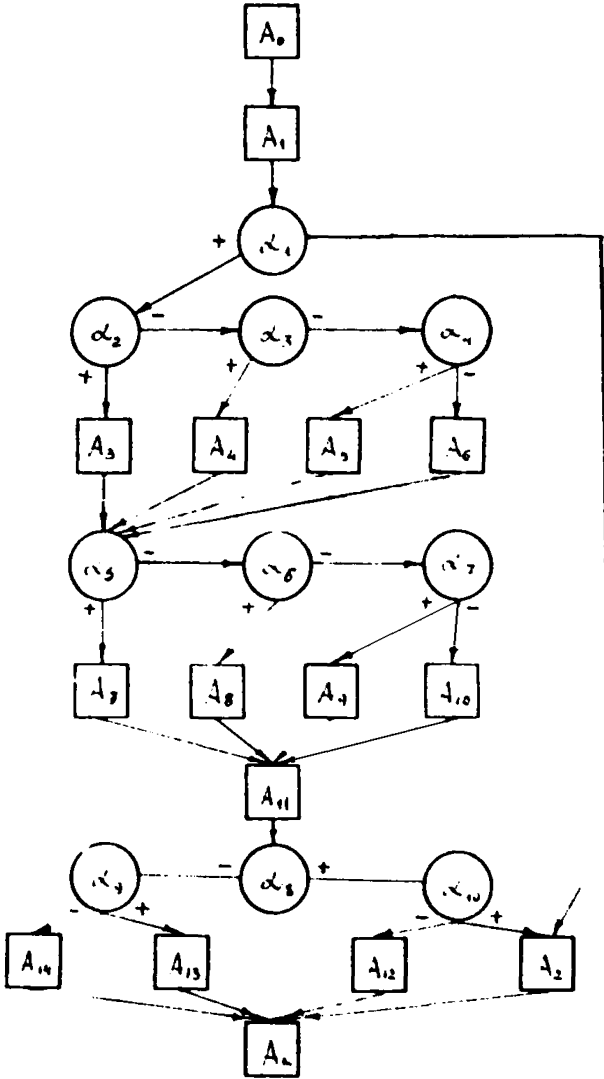 A₀
A₁
+ α₁
α₂ - α₃ - α₄
+ + + -
A₃ A₄ A₅ A₆
α₅ - α₆ - α₇
+ + + -
A₇ A₈ A₉ A₁₀
A₁₁
α₉ - α₈ + α₁₀
- + - +
A₁₄ A₁₃ A₁₂ A₂